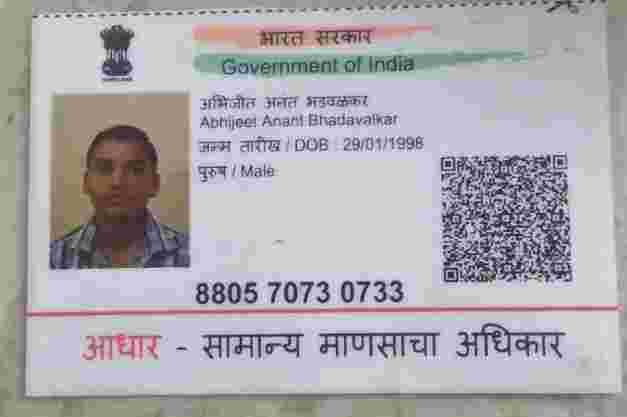 भारत सरकार
Government of India
अभिजीत अनंत भडवळकर
Abhijeet Anant Bhadavalkar
जन्म तारीख / DOB : 29/01/1998
पुरुष / Male
8805 7073 0733
आधार - सामान्य माणसाचा अधिकार